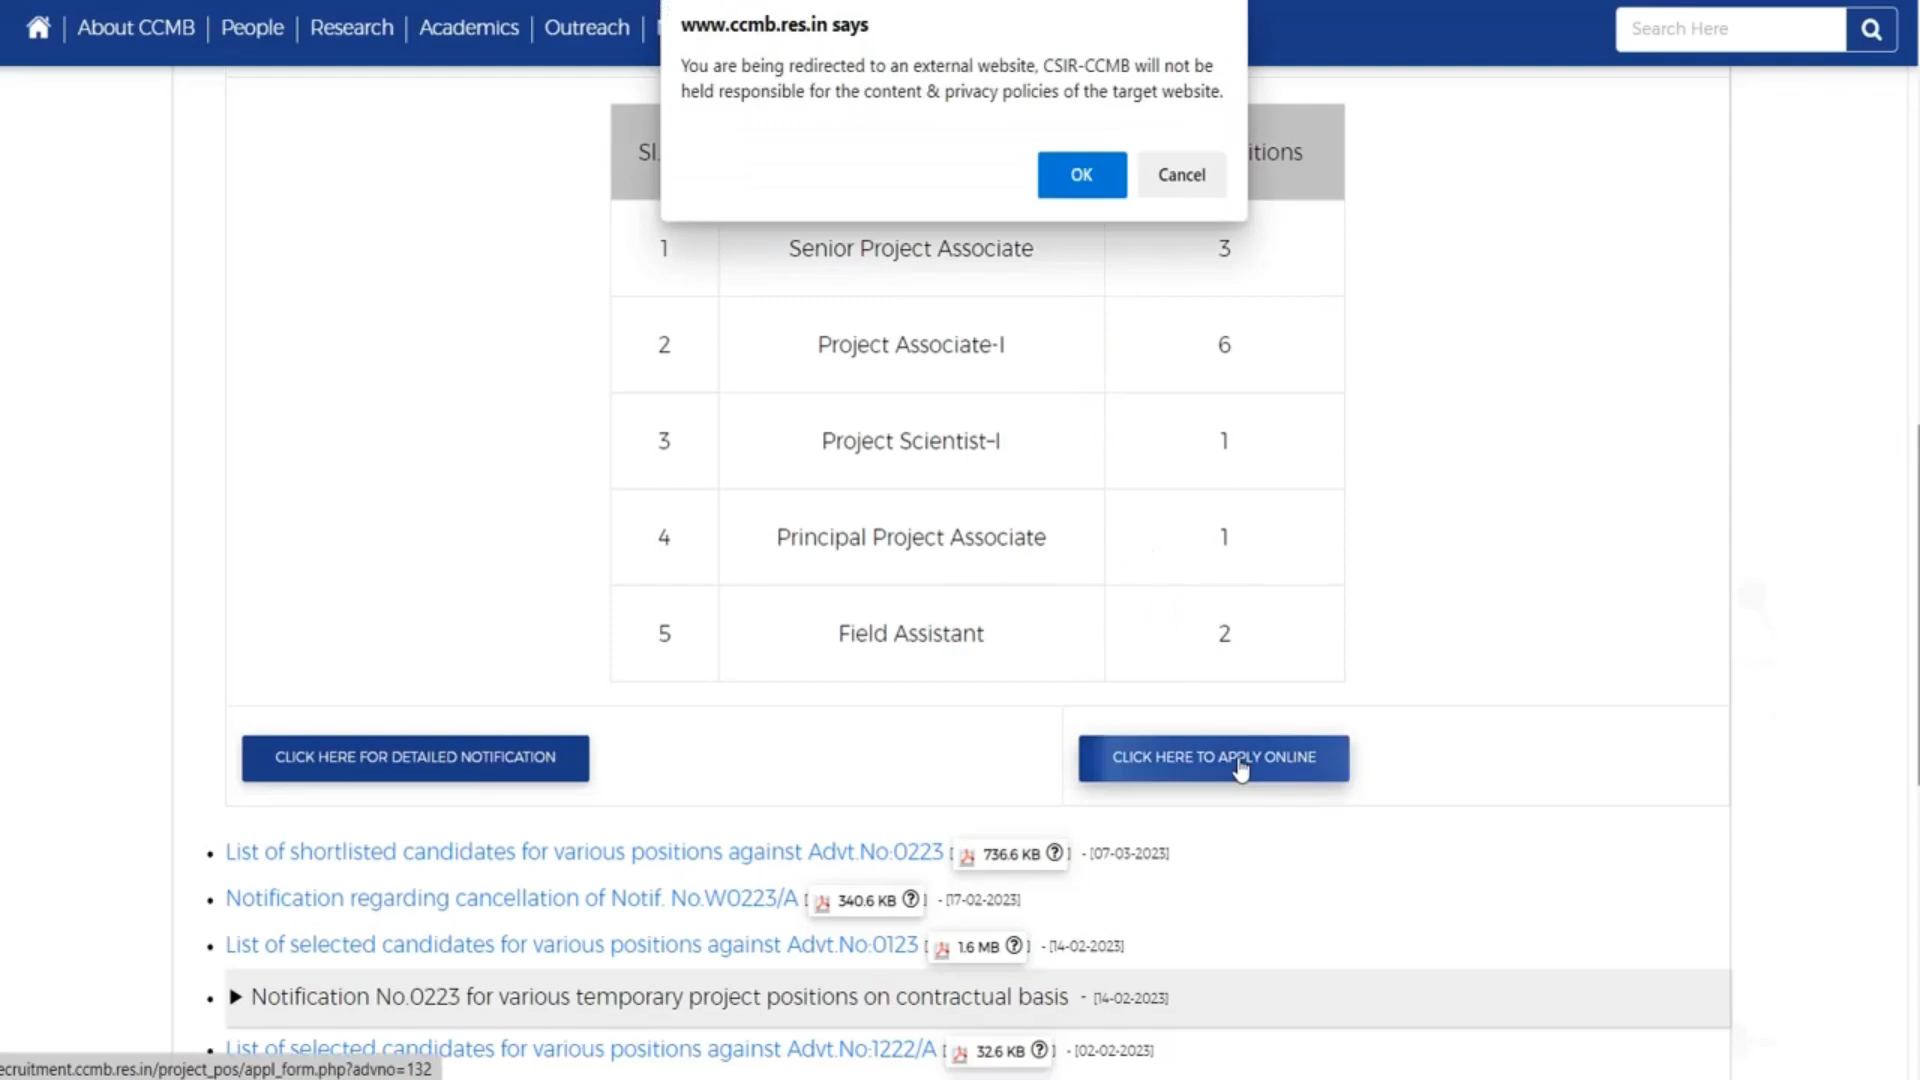 About CCMB People Research Academics Outreach
Search Here
www.ccmb.res.in says
You are being redirected to an external website, CSIR-CCMB will not be
held responsible for the content & privacy policies of the target website.
OK Cancel
1 Senior Project Associate 3
2 Project Associate-I 6
3 Project Scientist-I 1
4 Principal Project Associate 1
5 Field Assistant 2
CLICK HERE FOR DETAILED NOTIFICATION CLICK HERE TO APPLY ONLINE
• List of shortlisted candidates for various positions against Advt.No:0223 [ 736.6 KB ] - [07-03-2023]
• Notification regarding cancellation of Notif. No.W0223/A [ 340.6 KB ] - [17-02-2023]
• List of selected candidates for various positions against Advt.No:0123 [ 1.6 MB ] - [14-02-2023]
• ▶ Notification No.0223 for various temporary project positions on contractual basis - [14-02-2023]
• List of selected candidates for various positions against Advt.No:1222/A [ 32.6 KB ] - [02-02-2023]
ecruitment.ccmb.res.in/project_pos/appl_form.php?advno=132